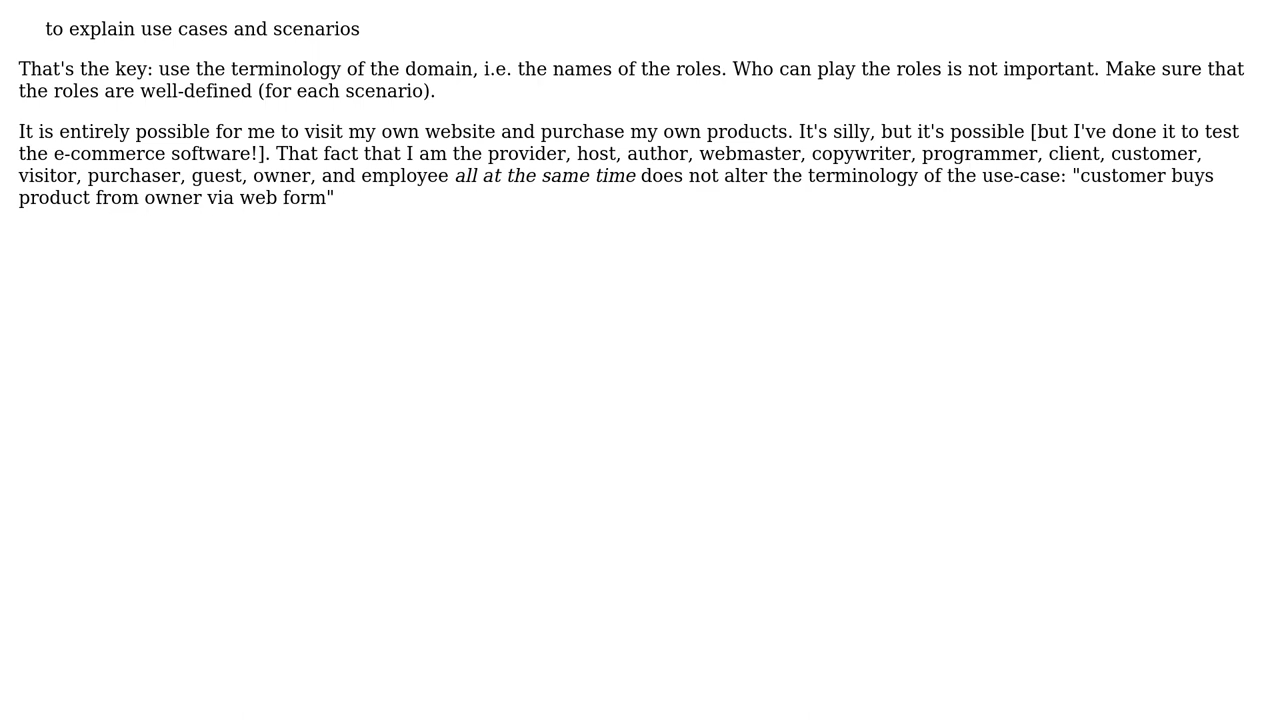 to explain use cases and scenarios
That's the key: use the terminology of the domain, i.e. the names of the roles. Who can play the roles is not important. Make sure that
the roles are well-defined (for each scenario).
It is entirely possible for me to visit my own website and purchase my own products. It's silly, but it's possible [but I've done it to test
the e-commerce software!]. That fact that I am the provider, host, author, webmaster, copywriter, programmer, client, customer,
visitor, purchaser, guest, owner, and employee all at the same time does not alter the terminology of the use-case: "customer buys
product from owner via web form"